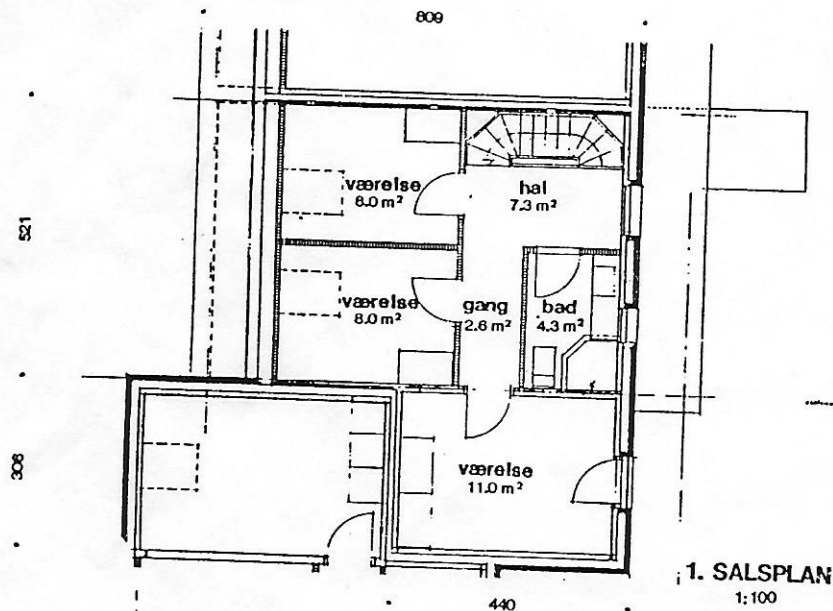 809
værelse
8.0 m²
hal
7.3 m²
521
værelse
8.0 m²
gang
2.6 m²
bad
4.3 m²
306
værelse
11.0 m²
1. SALSPLAN
1:100
440